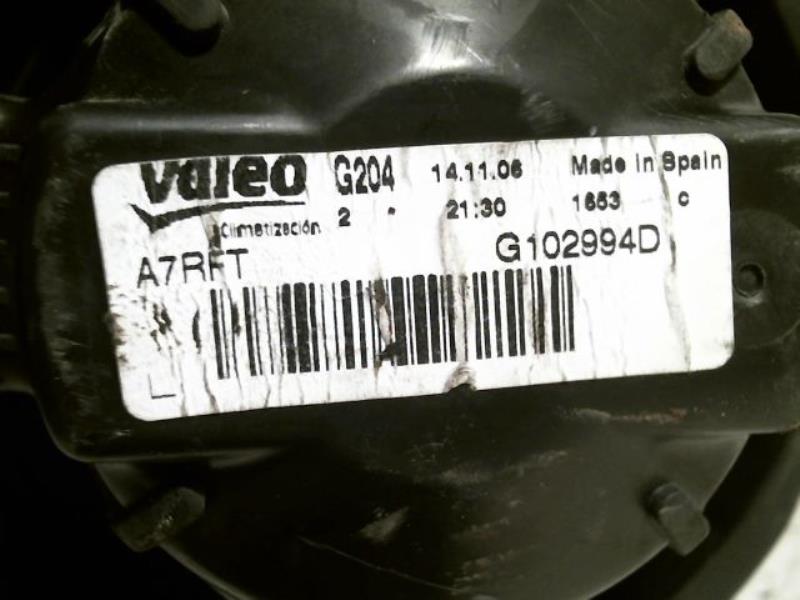 Valeo G204 14.11.06 Made in Spain
Climatización 2 • 21:30 1653 C
A7RFT G102994D
L